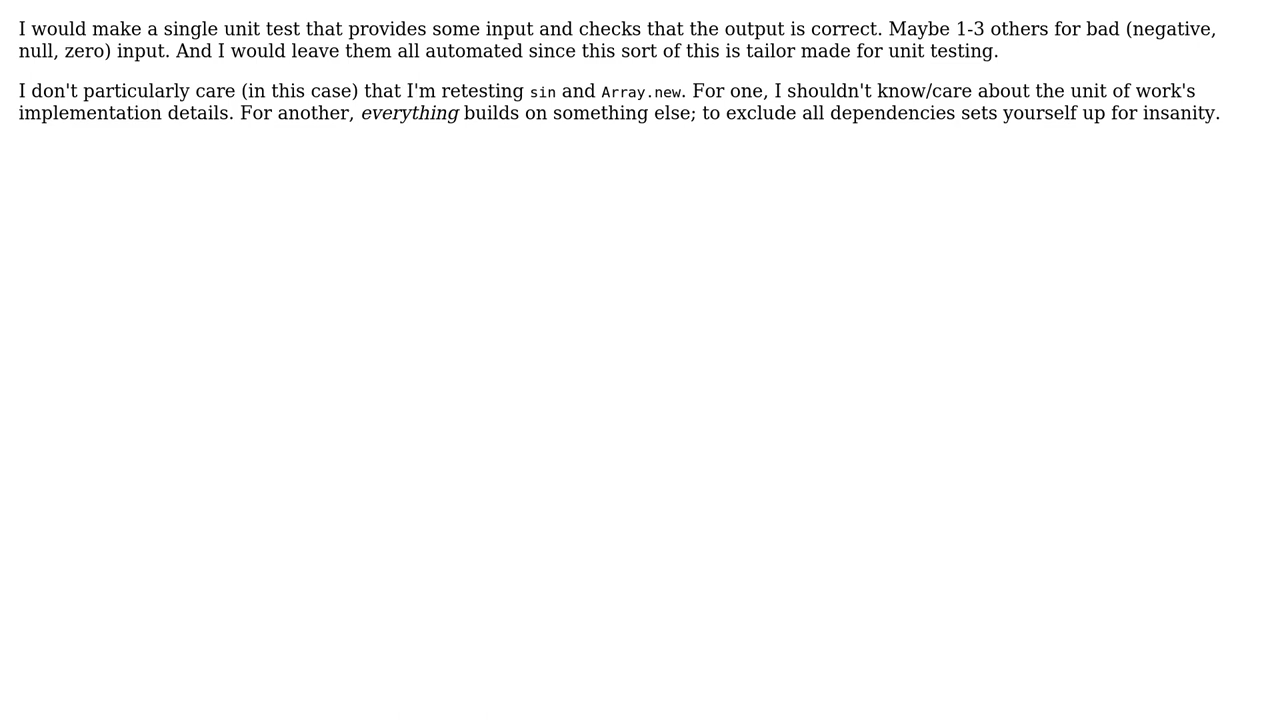 I would make a single unit test that provides some input and checks that the output is correct. Maybe 1-3 others for bad (negative,
null, zero) input. And I would leave them all automated since this sort of this is tailor made for unit testing.
I don't particularly care (in this case) that I'm retesting sin and Array.new. For one, I shouldn't know/care about the unit of work's
implementation details. For another, everything builds on something else; to exclude all dependencies sets yourself up for insanity.